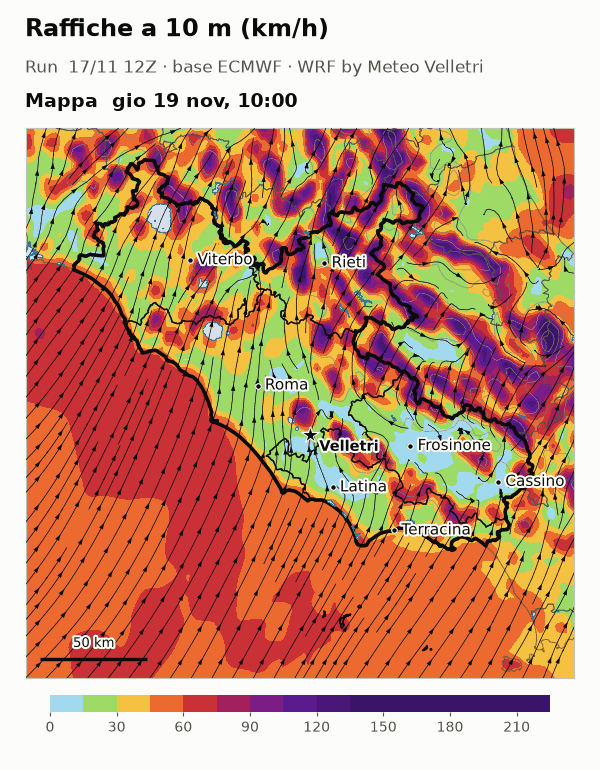 Raffiche a 10 m (km/h)
Run  17/11 12Z · base ECMWF · WRF by Meteo Velletri
Mappa  gio 19 nov, 10:00
Viterbo
Rieti
Roma
Velletri
Frosinone
Latina
Cassino
Terracina
50 km
0 30 60 90 120 150 180 210